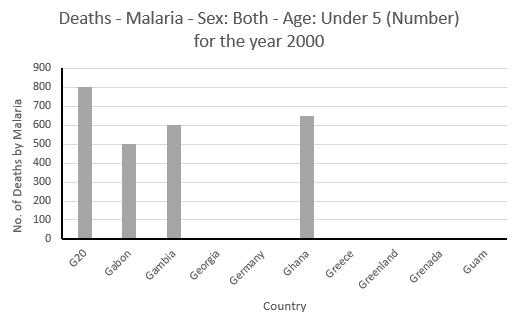 Deaths - Malaria - Sex: Both - Age: Under 5 (Number)
for the year 2000
No. of Deaths by Malaria
900
800
700
600
500
400
300
200
100
0
G20
Gabon
Gambia
Georgia
Germany
Ghana
Greece
Greenland
Grenada
Guam
Country